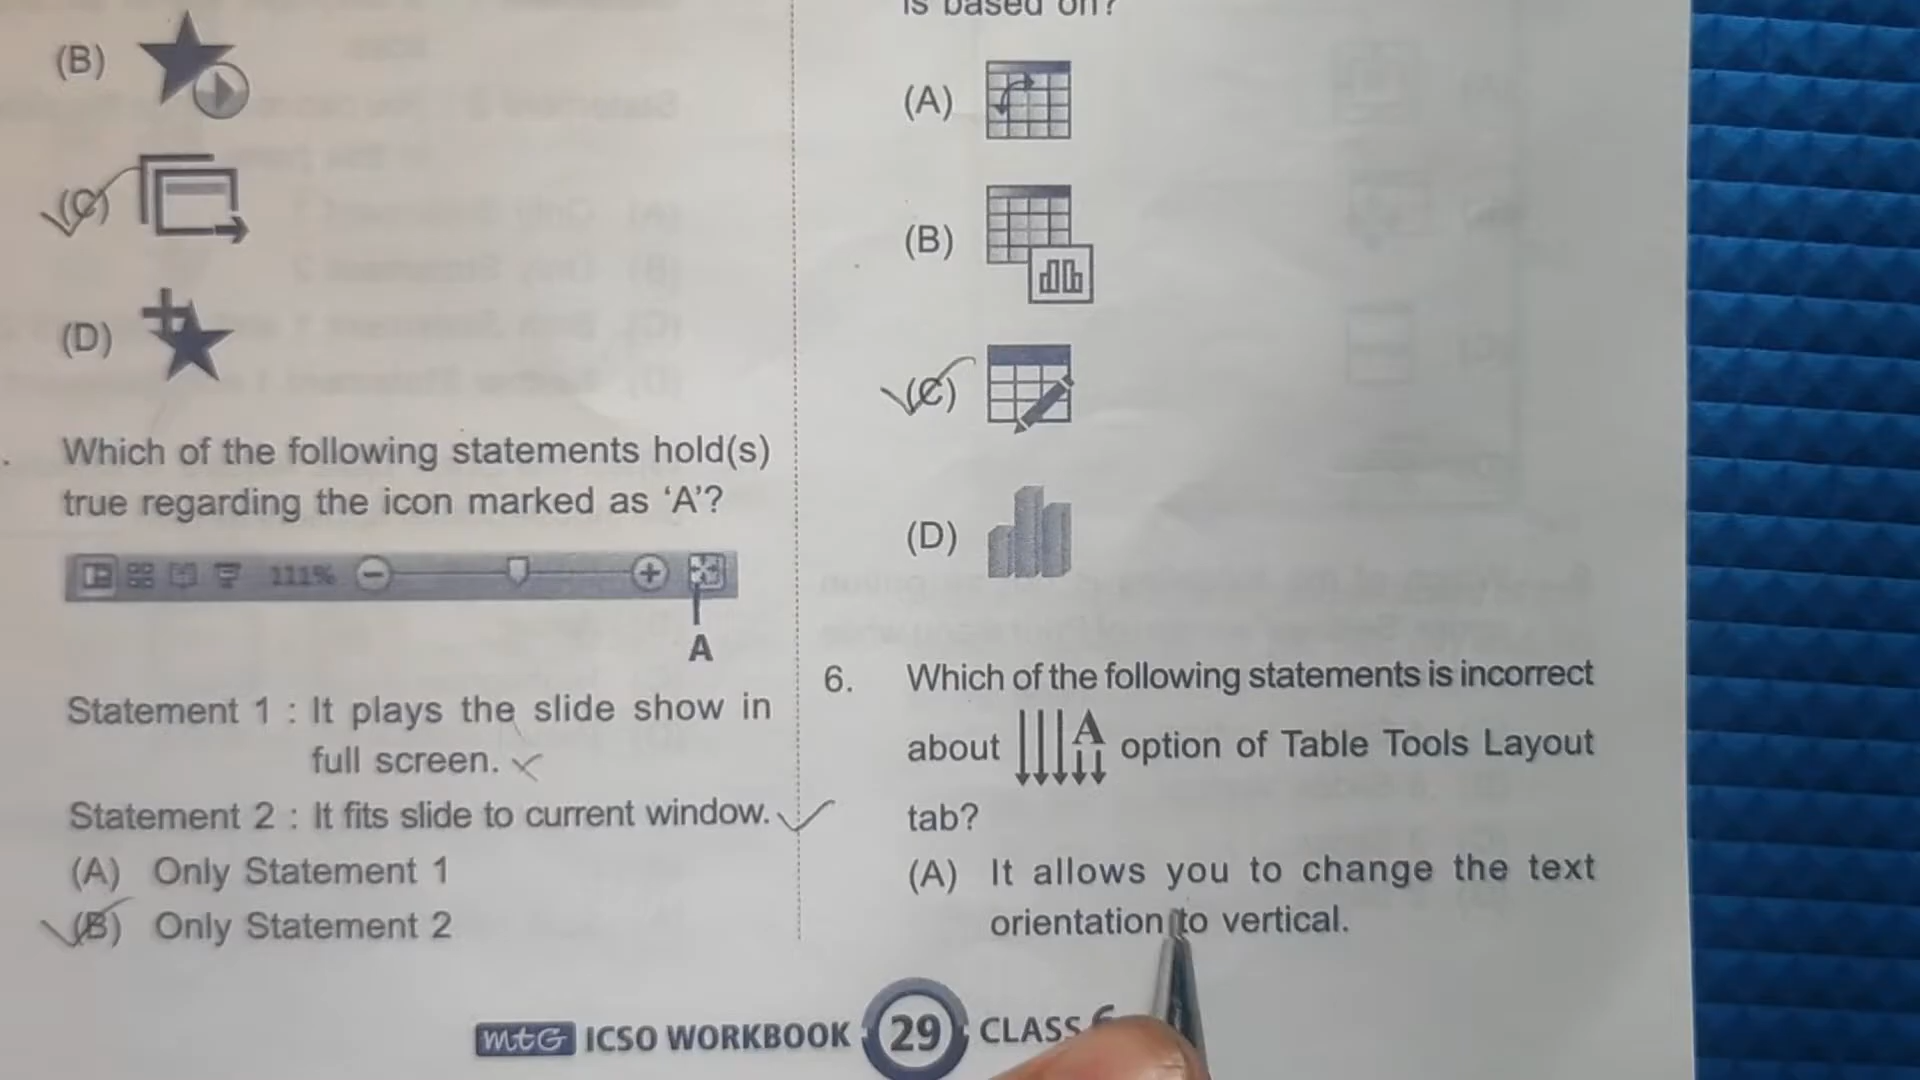 (B)
(C)
(D)
Which of the following statements hold(s)
true regarding the icon marked as ‘A’?
111%
A
Statement 1 : It plays the slide show in
full screen.
Statement 2 : It fits slide to current window.
(A) Only Statement 1
(B) Only Statement 2
is based on?
(A)
(B)
(C)
(D)
6. Which of the following statements is incorrect
about A option of Table Tools Layout
tab?
(A) It allows you to change the text
orientation to vertical.
mtG ICSO WORKBOOK 29 CLASS 6